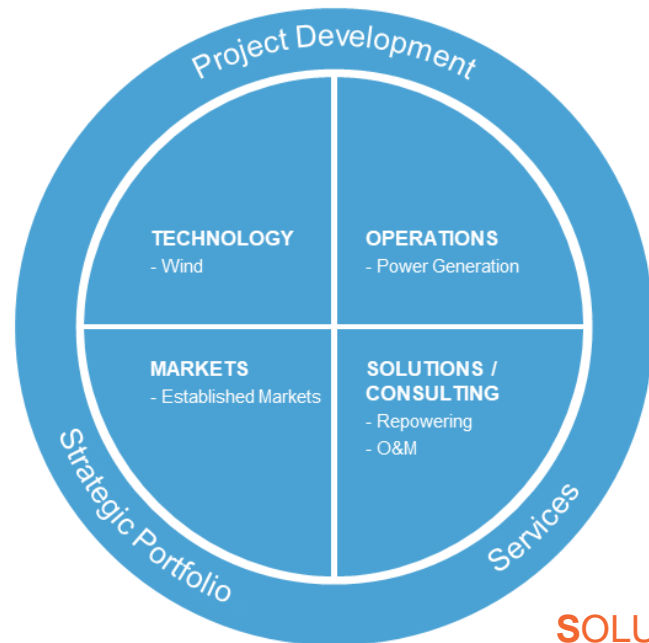 Project Development
TECHNOLOGY
- Wind
OPERATIONS
- Power Generation
MARKETS
- Established Markets
SOLUTIONS /
CONSULTING
- Repowering
- O&M
Strategic Portfolio
Services
SOLU